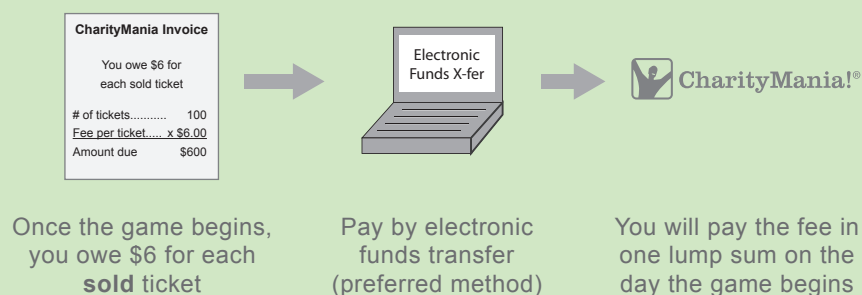 CharityMania Invoice
You owe $6 for
each sold ticket
# of tickets........... 100
Fee per ticket..... x $6.00
Amount due $600
Electronic
Funds X-fer
CharityMania!®
Once the game begins,
you owe $6 for each
sold ticket
Pay by electronic
funds transfer
(preferred method)
You will pay the fee in
one lump sum on the
day the game begins